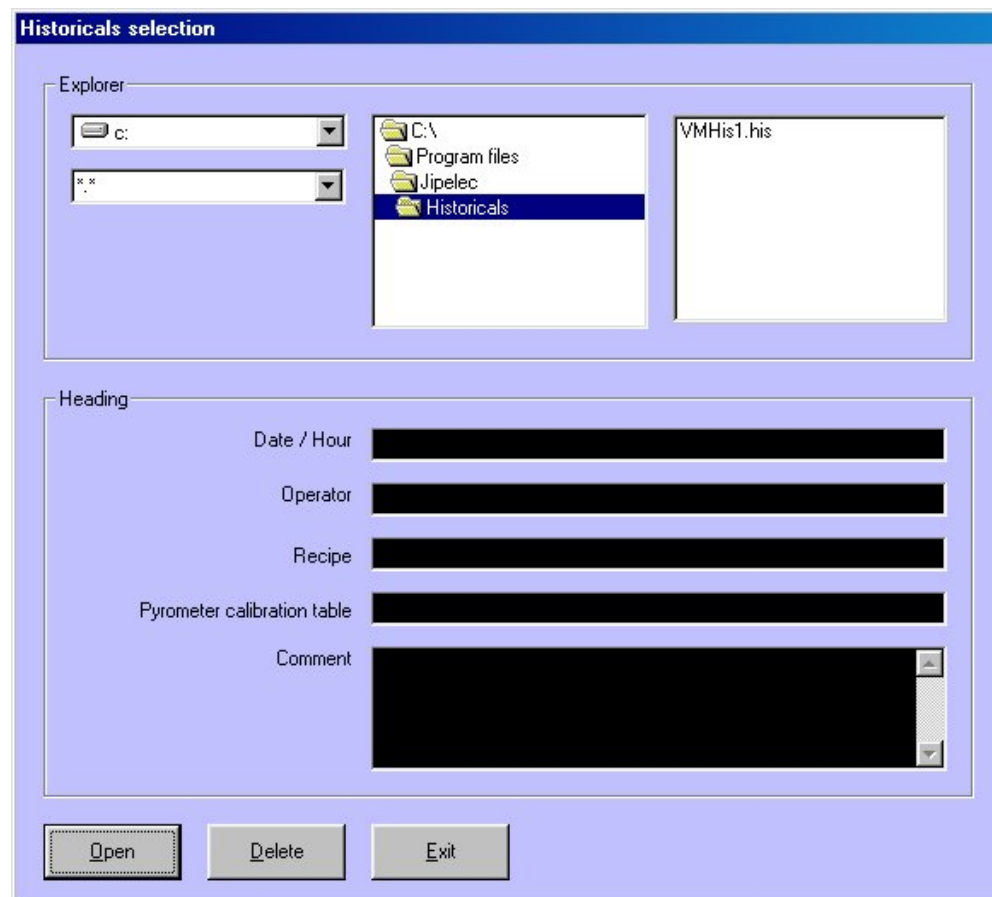 Historicals selection
Explorer
c:
*.*
C:\
Program files
Jipelec
Historicals
VMHis1.his
Heading
Date / Hour
Operator
Recipe
Pyrometer calibration table
Comment
Open
Delete
Exit